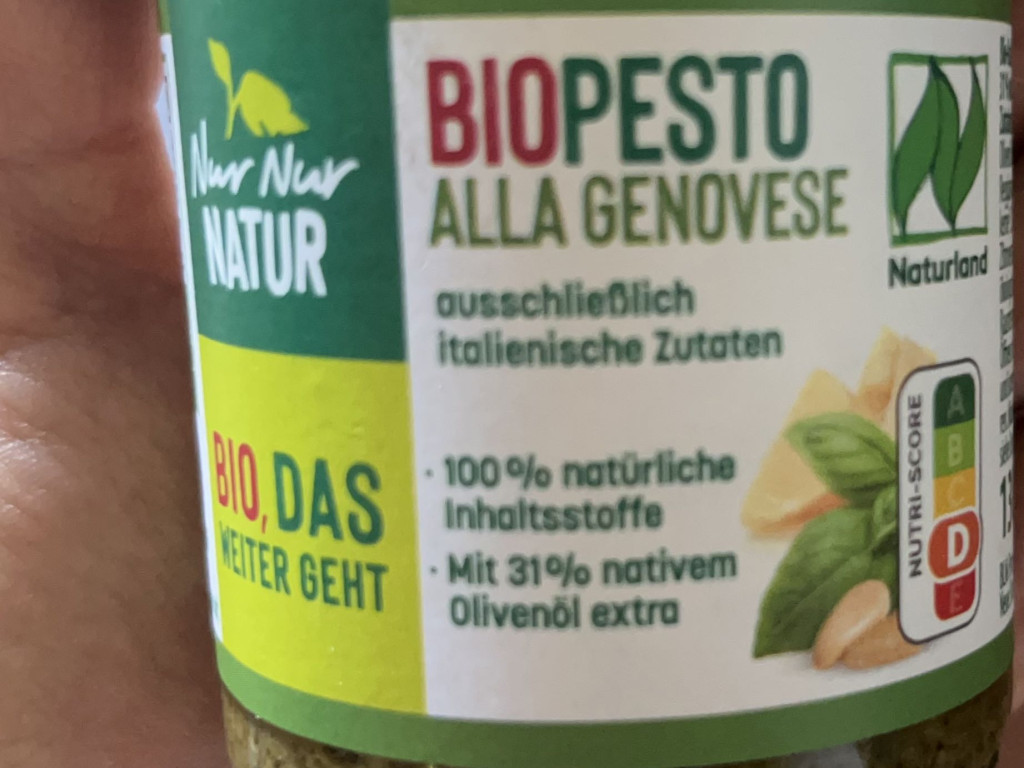 Nur Nur
NATUR
BIO, DAS
WEITER GEHT
BIOPESTO
ALLA GENOVESE
ausschließlich
italienische Zutaten
· 100% natürliche
Inhaltsstoffe
· Mit 31% nativem
Olivenöl extra
Naturland
NUTRI-SCORE
A
B
C
D
E